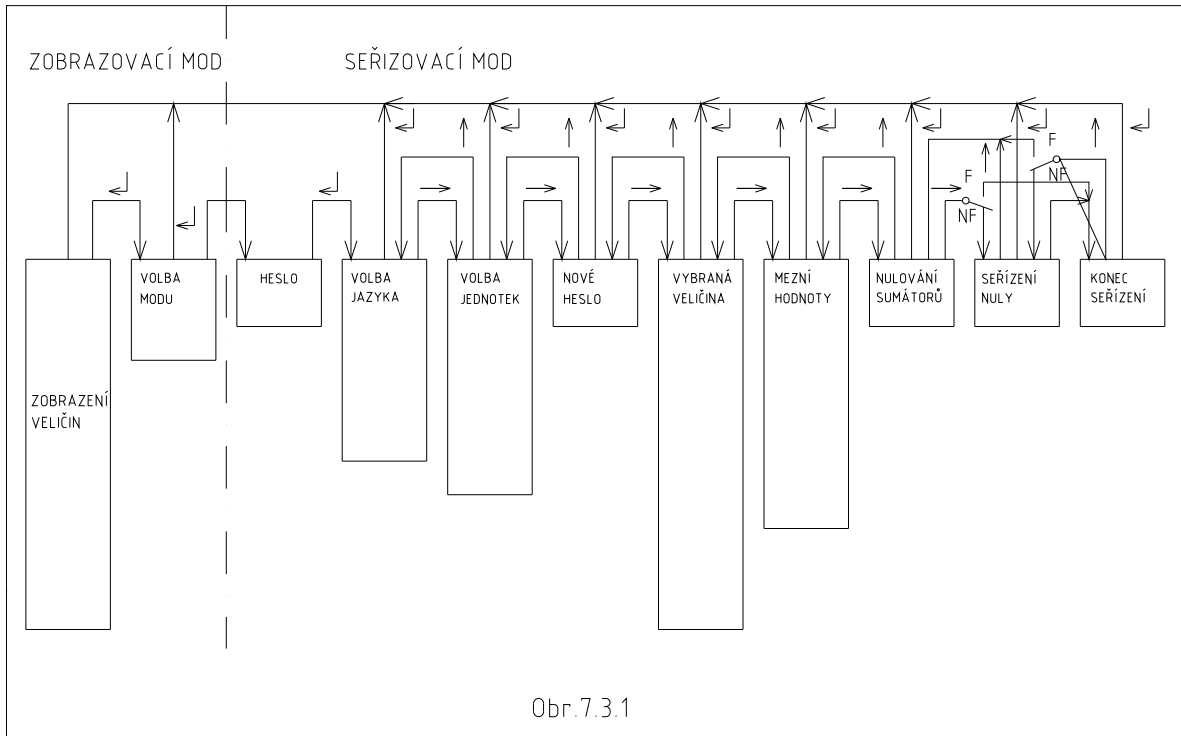 ZOBRAZOVACÍ MOD
SEŘIZOVACÍ MOD
F
F
NF
NF
VOLBA
MODU
HESLO
VOLBA
JAZYKA
VOLBA
JEDNOTEK
NOVÉ
HESLO
VYBRANÁ
VELIČINA
MEZNÍ
HODNOTY
NULOVÁNÍ
SUMÁTORŮ
SEŘÍZENÍ
NULY
KONEC
SEŘÍZENÍ
ZOBRAZENÍ
VELIČIN
Obr.7.3.1